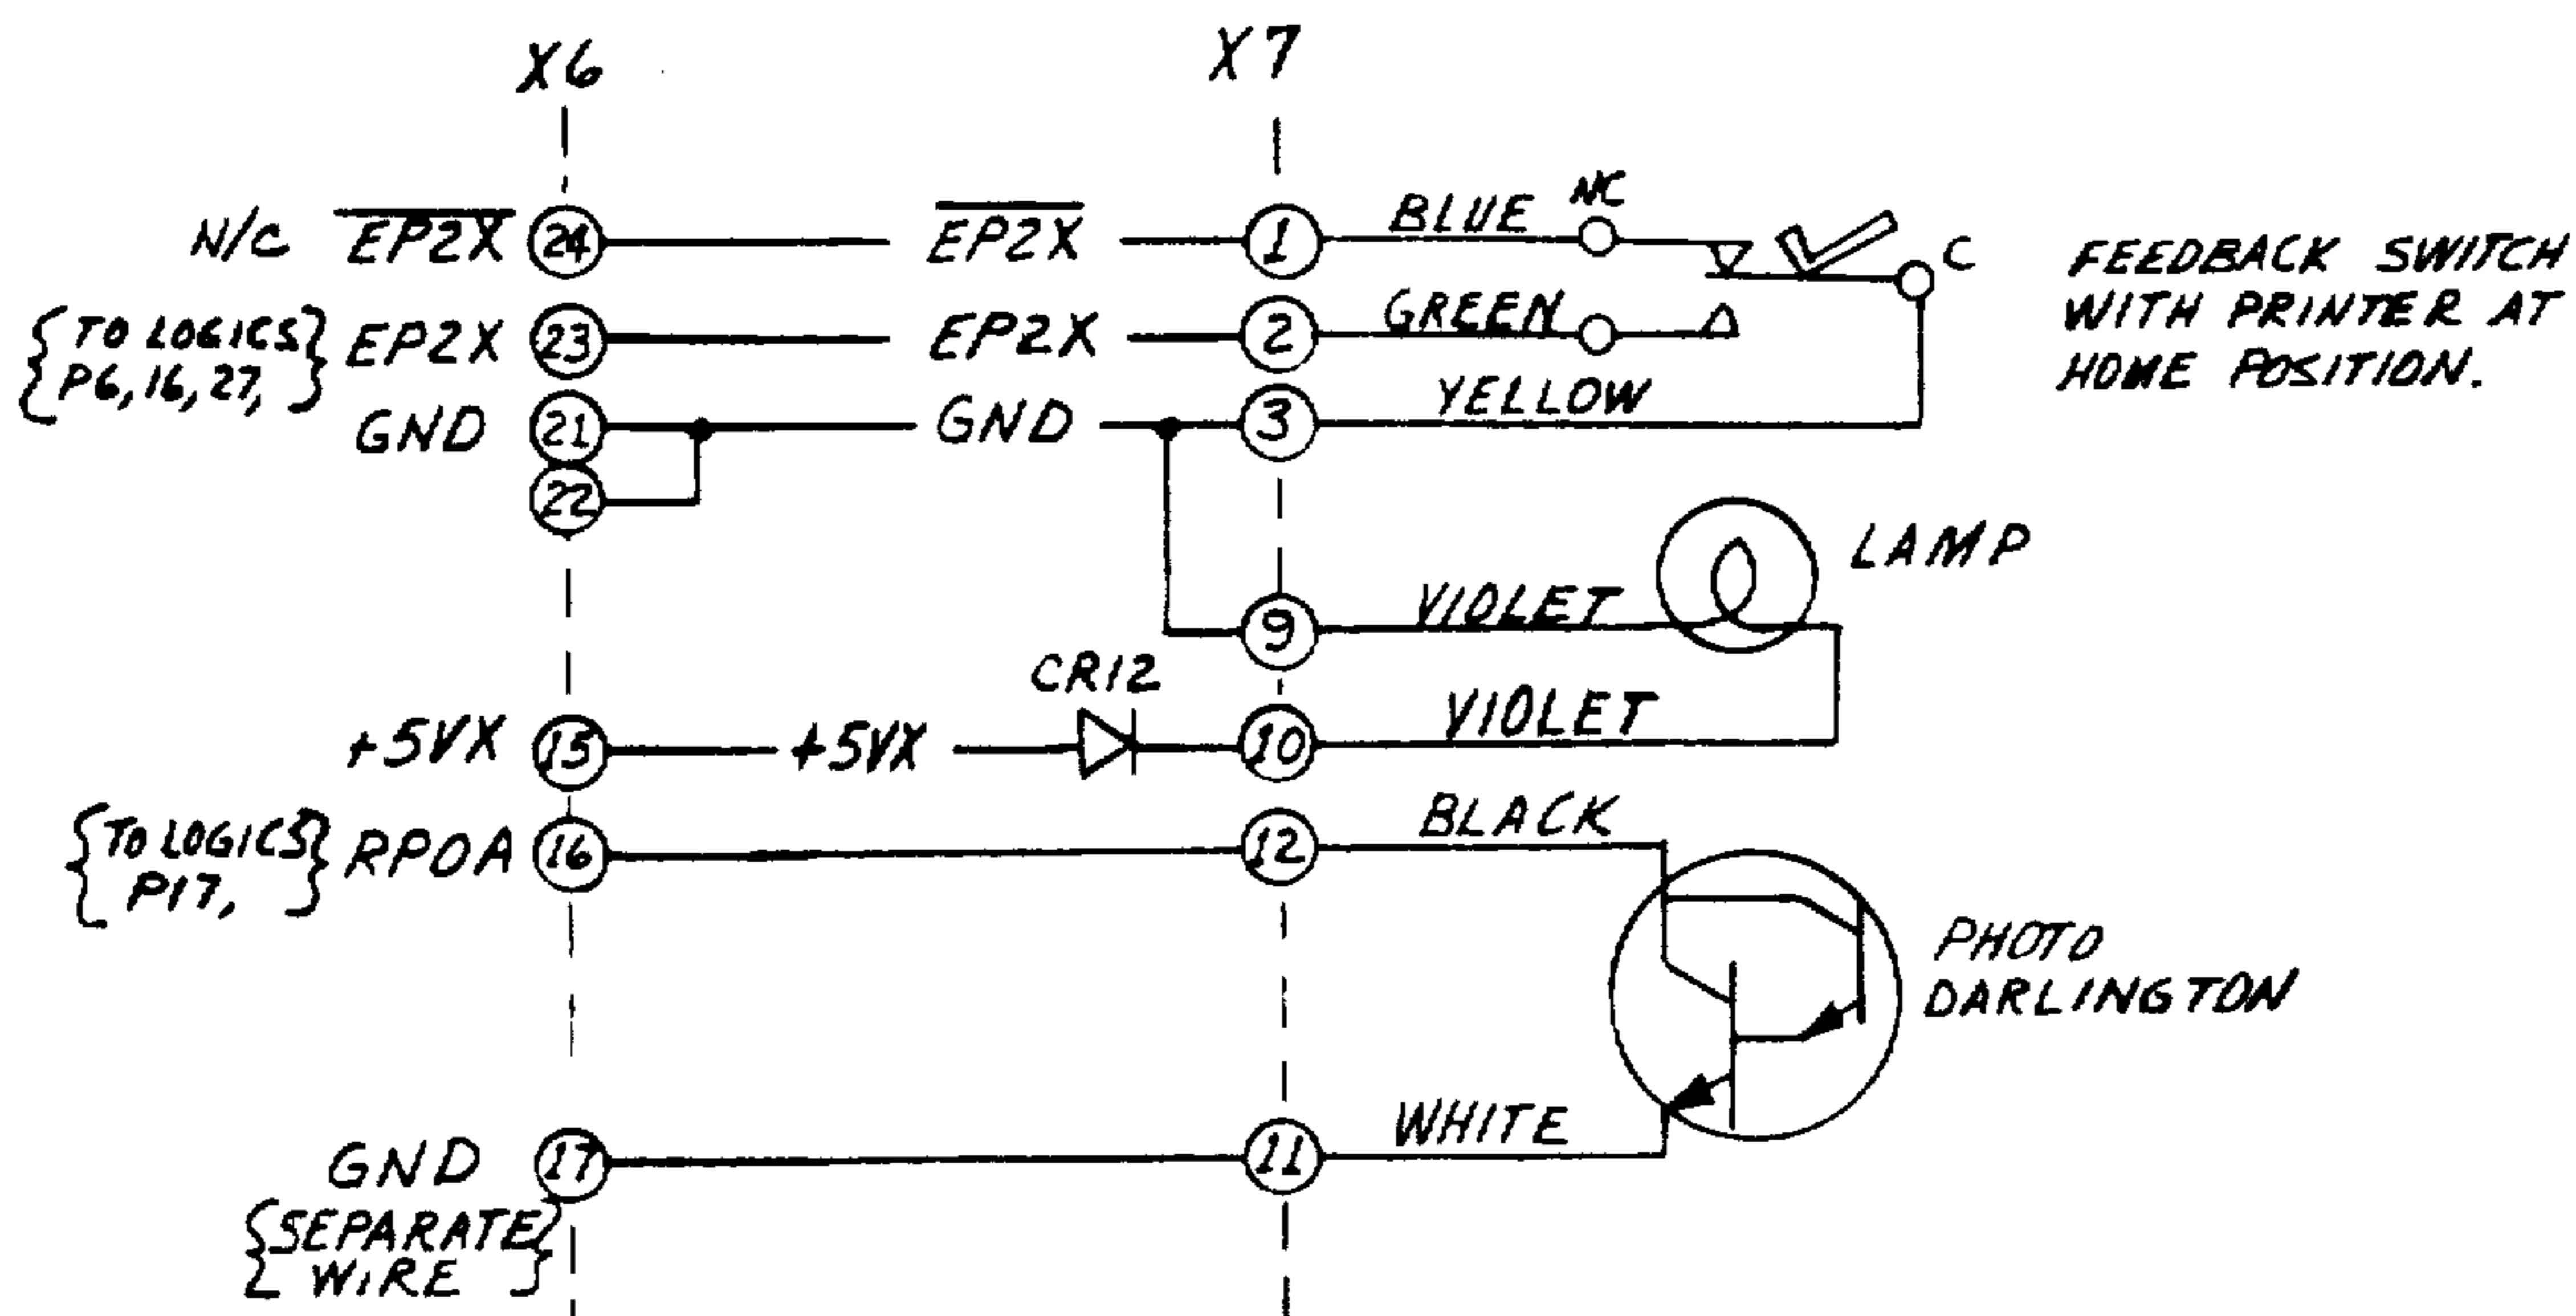 X6
X7
N/C E̅P̅2̅X̅ 24 E̅P̅2̅X̅ 1 BLUE NC C
{TO LOGICS} EP2X 23 EP2X 2 GREEN
P6, 16, 27,
GND 21 GND 3 YELLOW
22
FEEDBACK SWITCH
WITH PRINTER AT
HOME POSITION.
LAMP
9 VIOLET
CR12
+5VX 15 +5VX 10 VIOLET
{TO LOGICS} RPOA 16 12 BLACK
P17,
PHOTO
DARLINGTON
GND 17 11 WHITE
{SEPARATE}
WIRE